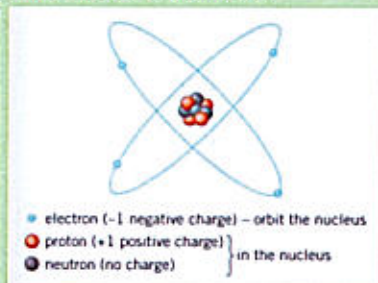 electron (-1 negative charge) – orbit the nucleus
proton (+1 positive charge)
in the nucleus
neutron (no charge)